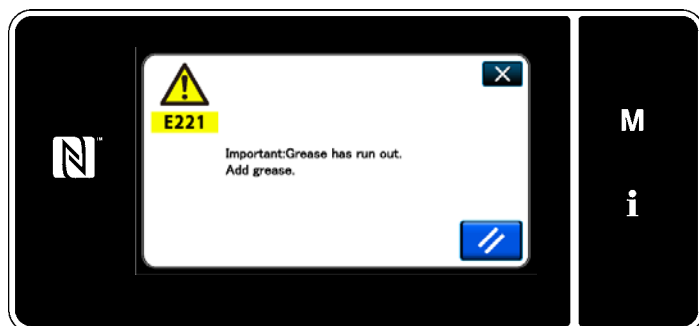 E221
Important:Grease has run out.
Add grease.
M
i